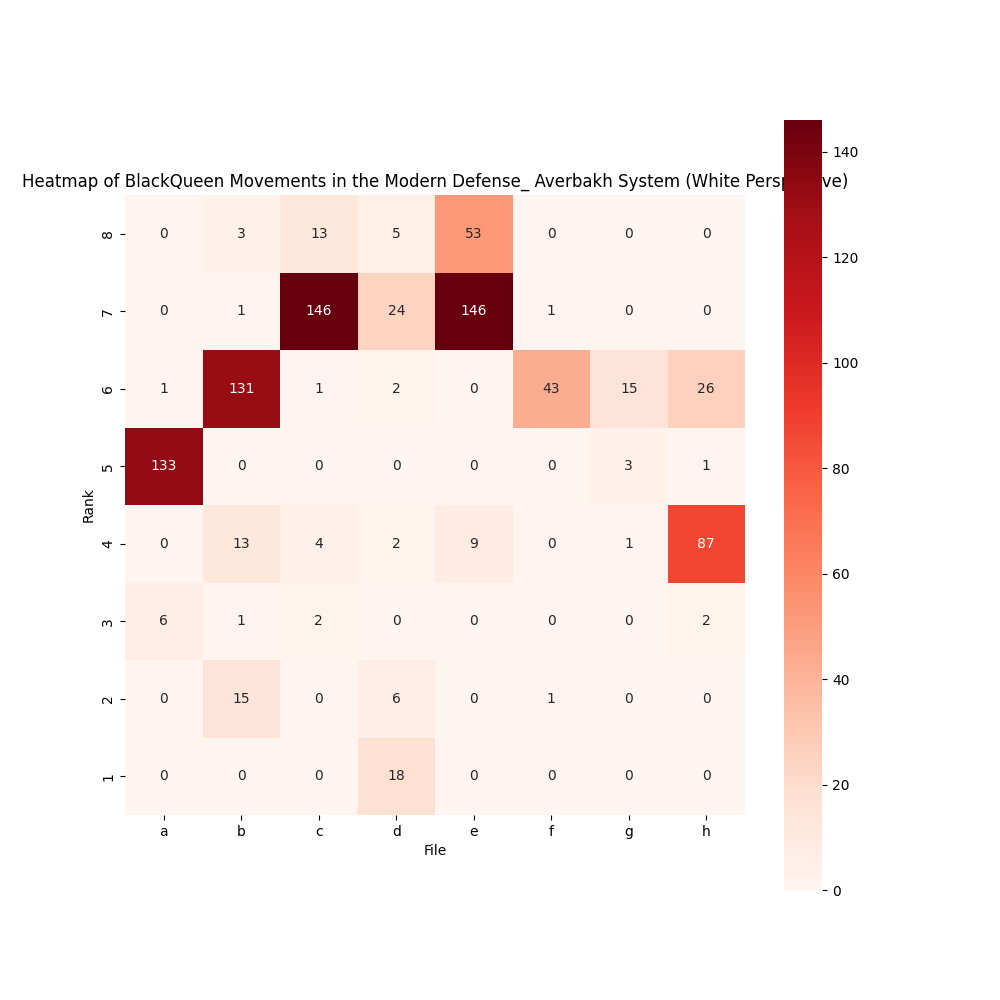 Heatmap of BlackQueen Movements in the Modern Defense_ Averbakh System (White Perspective)
8 0 3 13 5 53 0 0 0
7 0 1 146 24 146 1 0 0
6 1 131 1 2 0 43 15 26
5 133 0 0 0 0 0 3 1
4 0 13 4 2 9 0 1 87
3 6 1 2 0 0 0 0 2
2 0 15 0 6 0 1 0 0
1 0 0 0 18 0 0 0 0
a b c d e f g h
File
Rank
140
120
100
80
60
40
20
0